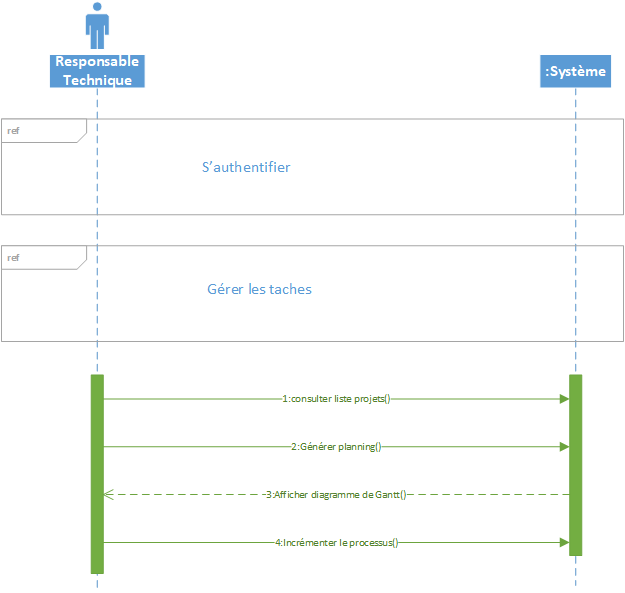 Responsable
Technique
:Système
ref
S’authentifier
ref
Gérer les taches
1:consulter liste projets()
2:Générer planning()
3:Afficher diagramme de Gantt()
4:Incrémenter le processus()